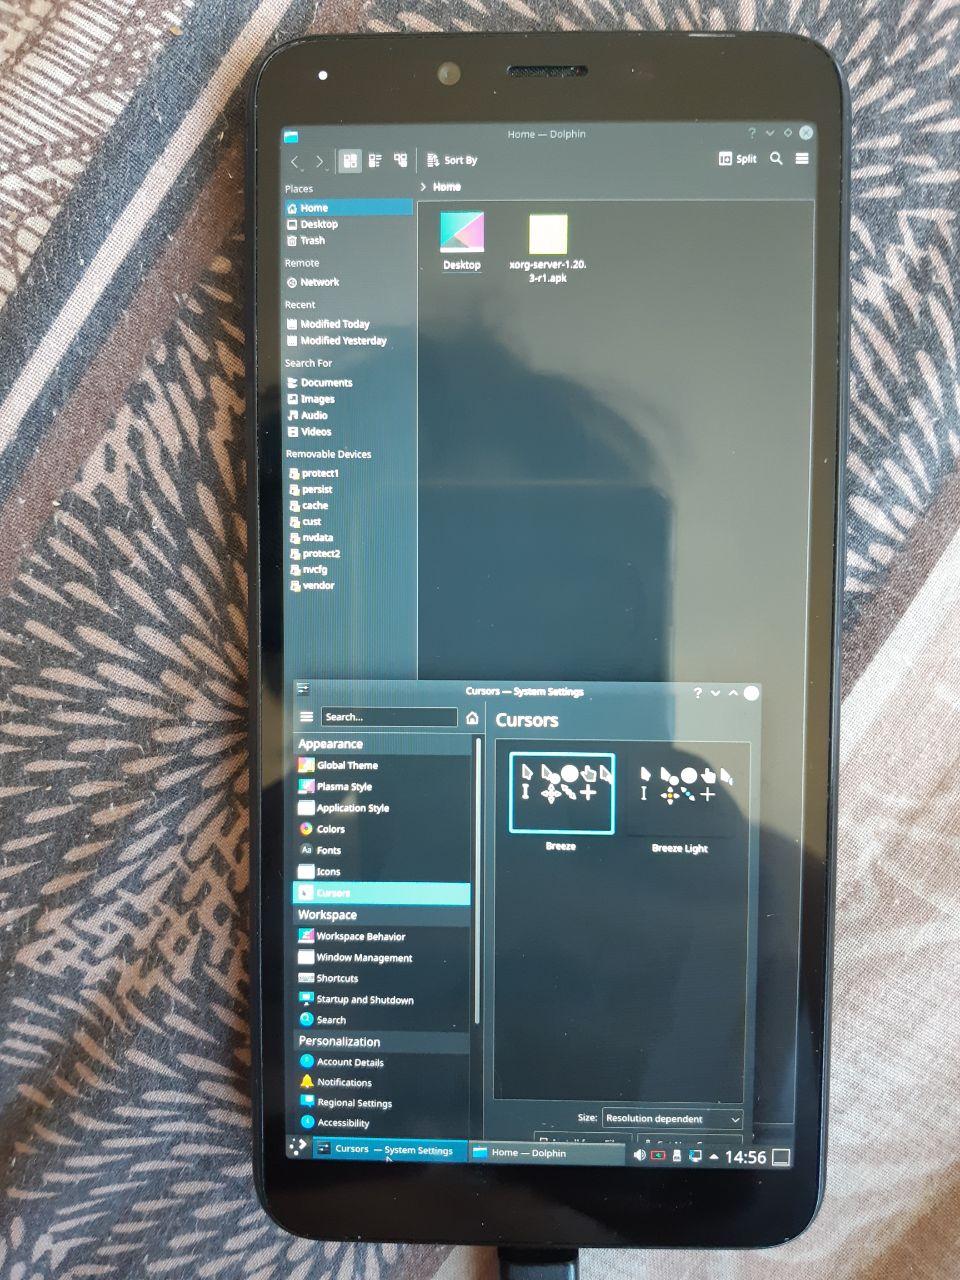 Home — Dolphin
Sort By
Split
Places
> Home
Home
Desktop
Trash
Remote
Network
Recent
Modified Today
Modified Yesterday
Search For
Documents
Images
Audio
Videos
Removable Devices
protect1
persist
cache
cust
nvdata
protect2
nvcfg
vendor
Desktop
xorg-server-1.20.
3-r1.apk
Cursors — System Settings
Search...
Appearance
Global Theme
Plasma Style
Application Style
Colors
Aa Fonts
Icons
Cursors
Workspace
Workspace Behavior
Window Management
Shortcuts
Startup and Shutdown
Search
Personalization
Account Details
Notifications
Regional Settings
Accessibility
Cursors
Breeze
Breeze Light
Size: Resolution dependent
Cursors — System Settings
Home — Dolphin
14:56